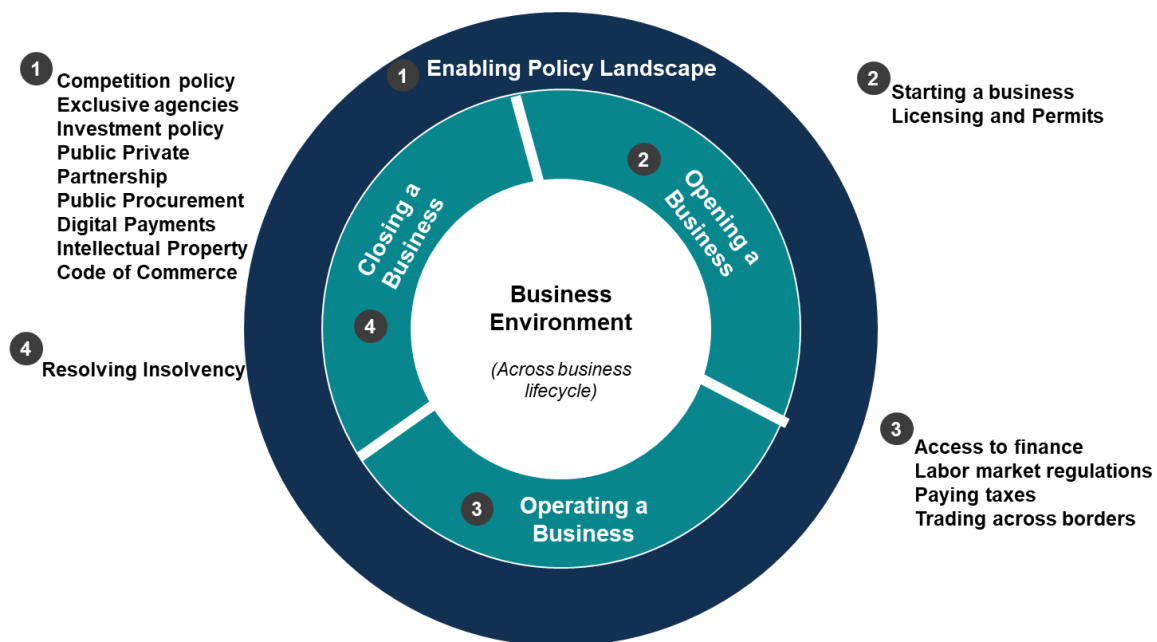 1
Competition policy
Exclusive agencies
Investment policy
Public Private
Partnership
Public Procurement
Digital Payments
Intellectual Property
Code of Commerce
1
Enabling Policy Landscape
2
Starting a business
Licensing and Permits
2
Opening a
Business
Closing a
Business
4
Business
Environment
(Across business
lifecycle)
4
Resolving Insolvency
3
Operating a
Business
3
Access to finance
Labor market regulations
Paying taxes
Trading across borders